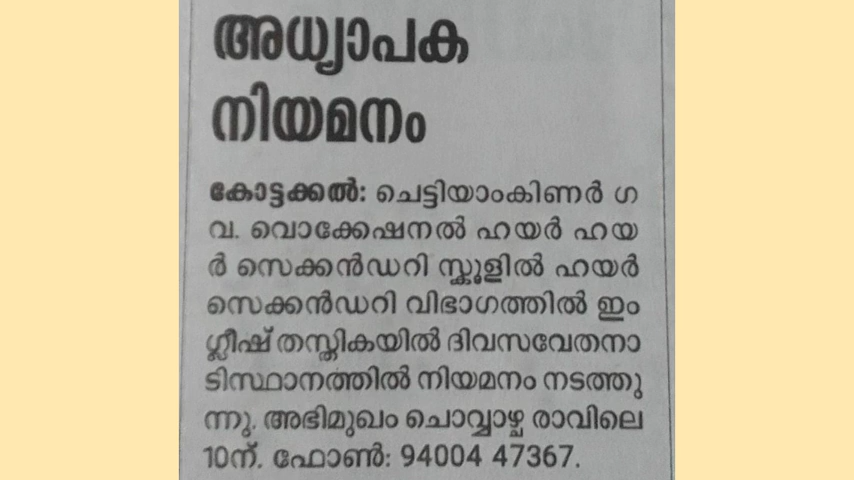 അധ്യാപക
നിയമനം
കോട്ടക്കൽ: ചെട്ടിയാംകിണർ ഗ
വ. വൊക്കേഷനൽ ഹയർ ഹയ
ർ സെക്കൻഡറി സ്കൂളിൽ ഹയർ
സെക്കൻഡറി വിഭാഗത്തിൽ ഇം
ഗ്ലീഷ് തസ്തികയിൽ ദിവസവേതനാ
ടിസ്ഥാനത്തിൽ നിയമനം നടത്തു
ന്നു. അഭിമുഖം ചൊവ്വാഴ്ച രാവിലെ
10ന്. ഫോൺ: 94004 47367.